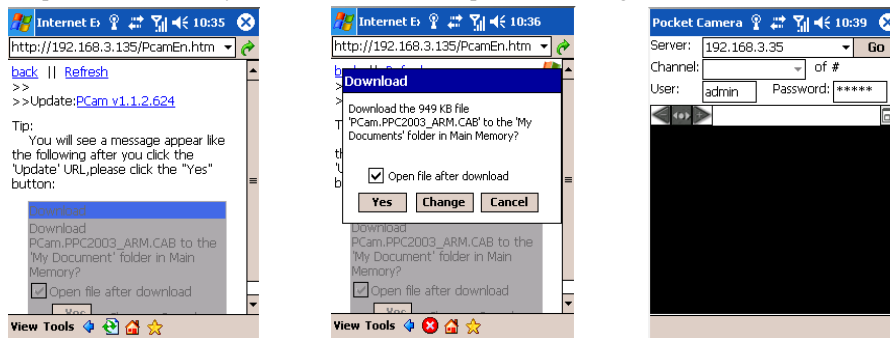 Internet E 10:35
http://192.168.3.135/PcamEn.htm
back || Refresh
>>
>>Update:PCam v1.1.2.624
Tip:
You will see a message appear like
the following after you click the
'Update' URL,please click the "Yes"
button:
Download
Download
PCam.PPC2003_ARM.CAB to the
'My Document' folder in Main
Memory?
Open file after download
Yes
View Tools
Internet E 10:36
http://192.168.3.135/PcamEn.htm
Download
Download the 949 KB file
'PCam.PPC2003_ARM.CAB' to the 'My
Documents' folder in Main Memory?
Open file after download
Yes Change Cancel
Download
PCam.PPC2003_ARM.CAB to the
'My Document' folder in Main
Memory?
Open file after download
View Tools
Pocket Camera 10:39
Server: 192.168.3.35 Go
Channel: of #
User: admin Password: *****